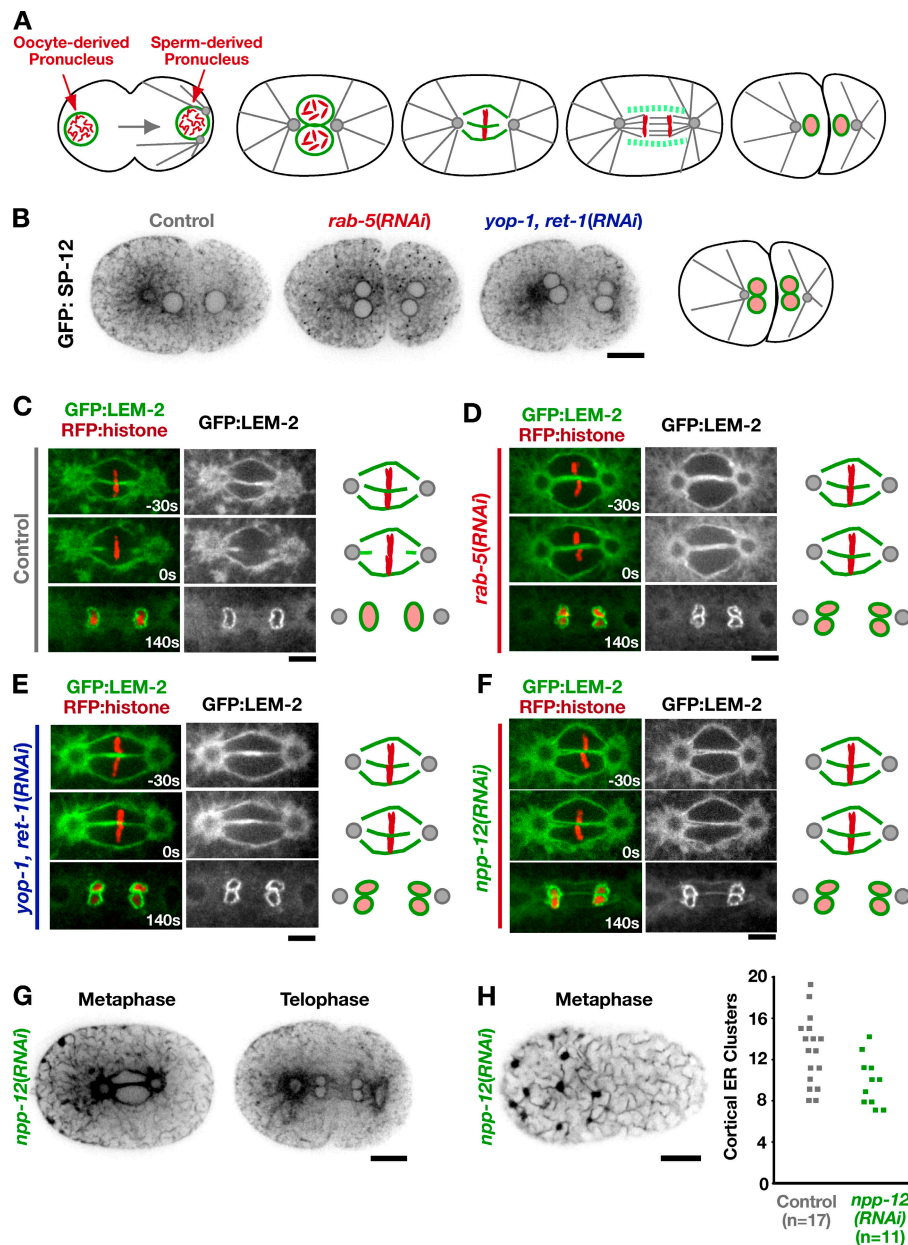 A
Oocyte-derived
Pronucleus
Sperm-derived
Pronucleus
B
GFP: SP-12
Control
rab-5(RNAi)
yop-1, ret-1(RNAi)
C
Control
GFP:LEM-2
RFP:histone
GFP:LEM-2
-30s
0s
140s
D
rab-5(RNAi)
GFP:LEM-2
RFP:histone
GFP:LEM-2
-30s
0s
140s
E
yop-1, ret-1(RNAi)
GFP:LEM-2
RFP:histone
GFP:LEM-2
-30s
0s
140s
F
npp-12(RNAi)
GFP:LEM-2
RFP:histone
GFP:LEM-2
-30s
0s
140s
G
npp-12(RNAi)
Metaphase
Telophase
H
npp-12(RNAi)
Metaphase
Cortical ER Clusters
20
16
12
8
4
0
Control
(n=17)
npp-12
(RNAi)
(n=11)